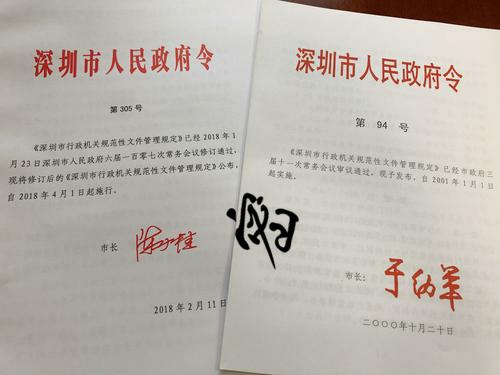 深圳市人民政府令
第 305 号
《深圳市行政机关规范性文件管理规定》已经 2018 年 1
月 23 日深圳市人民政府六届一百零七次常务会议修订通过,
现将修订后的《深圳市行政机关规范性文件管理规定》公布,
自 2018 年 4 月 1 日起施行。
市长
陈如桂
2018 年 2 月 11 日
深圳市人民政府令
第 94 号
《深圳市行政机关规范性文件管理规定》已经市政府三
届十一次常务会议审议通过,现予发布,自 2001 年 1 月 1 日
起实施。
市长:
于幼军
二〇〇〇年十月二十日